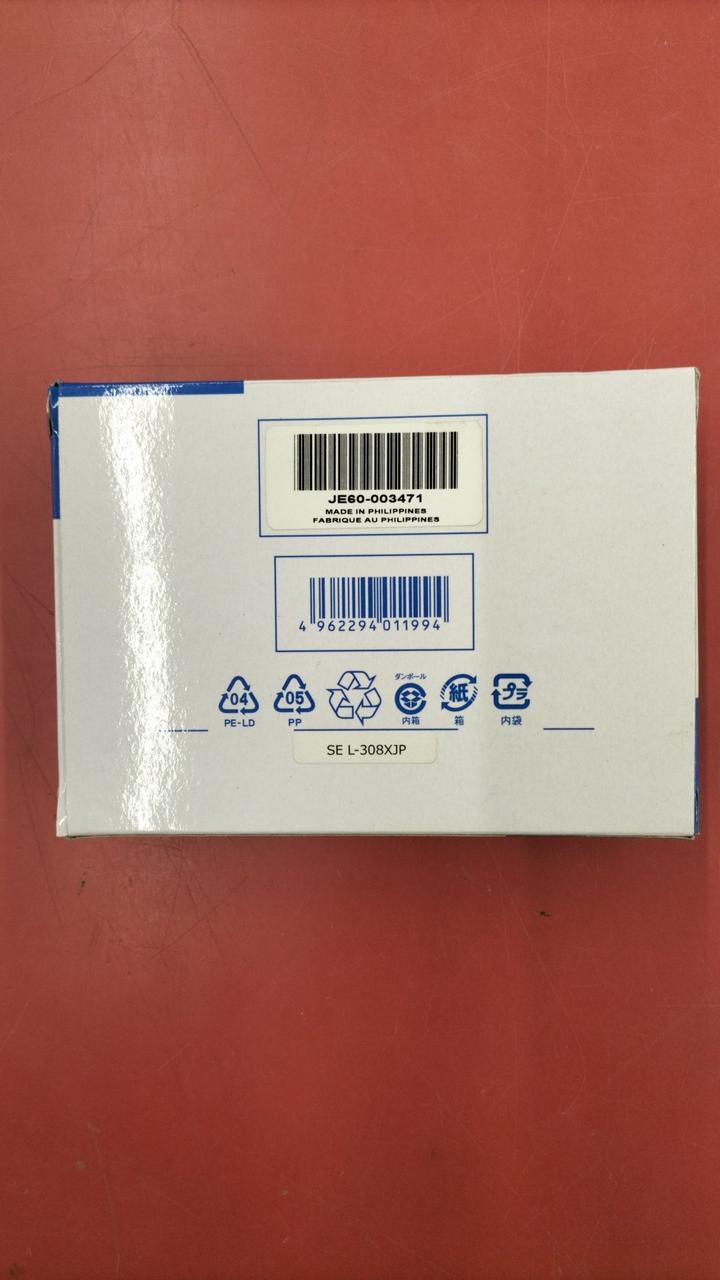 JE60-003471
MADE IN PHILIPPINES
FABRIQUE AU PHILIPPINES
4 962294 011994
04
PE-LD
05
PP
ダンボール
内箱
紙
箱
プラ
内袋
SE L-308XJP